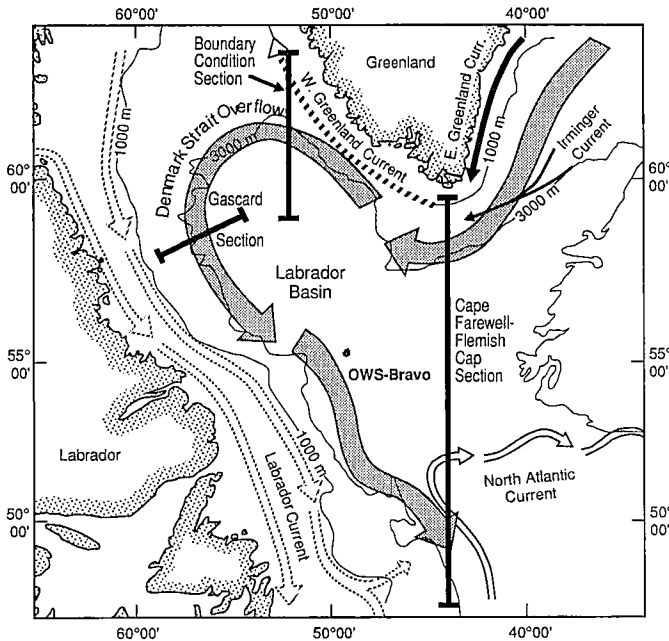 60°00' 50°00' 40°00'
Boundary
Condition
Section
Greenland
W. Greenland Current
E. Greenland Curr.
1000 m
1000 m
Denmark Strait Overflow
3000 m
Irminger
Current
3000 m
60°
00'
60°
00'
Gascard
Section
Labrador
Basin
Cape
Farewell-
Flemish
Cap
Section
55°
00'
55°
00'
OWS-Bravo
Labrador
1000 m
Labrador Current
North Atlantic
Current
50°
00'
50°
00'
60°00' 50°00' 40°00'